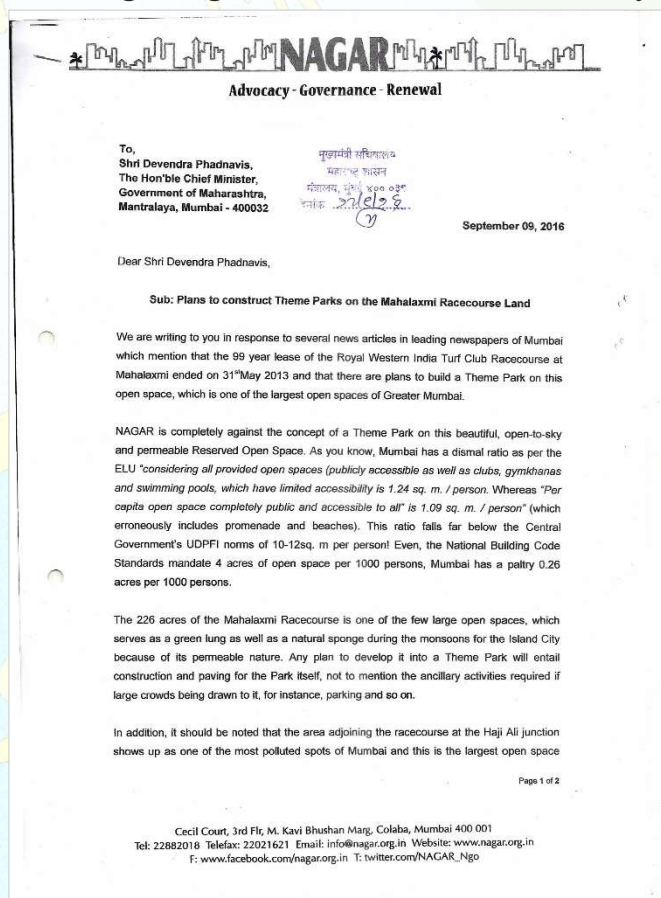 NAGAR
Advocacy - Governance - Renewal
To,
Shri Devendra Phadnavis,
The Hon'ble Chief Minister,
Government of Maharashtra,
Mantralaya, Mumbai - 400032
मुख्यमंत्री सचिवालय
महाराष्ट्र शासन
मंत्रालय, मुंबई ४०० ०३२
दिनांक
September 09, 2016
Dear Shri Devendra Phadnavis,
Sub: Plans to construct Theme Parks on the Mahalaxmi Racecourse Land
We are writing to you in response to several news articles in leading newspapers of Mumbai
which mention that the 99 year lease of the Royal Western India Turf Club Racecourse at
Mahalaxmi ended on 31stMay 2013 and that there are plans to build a Theme Park on this
open space, which is one of the largest open spaces of Greater Mumbai.
NAGAR is completely against the concept of a Theme Park on this beautiful, open-to-sky
and permeable Reserved Open Space. As you know, Mumbai has a dismal ratio as per the
ELU "considering all provided open spaces (publicly accessible as well as clubs, gymkhanas
and swimming pools, which have limited accessibility is 1.24 sq. m. / person. Whereas "Per
capita open space completely public and accessible to all" is 1.09 sq. m. / person" (which
erroneously includes promenade and beaches). This ratio falls far below the Central
Government's UDPFI norms of 10-12sq. m per person! Even, the National Building Code
Standards mandate 4 acres of open space per 1000 persons, Mumbai has a paltry 0.26
acres per 1000 persons.
The 226 acres of the Mahalaxmi Racecourse is one of the few large open spaces, which
serves as a green lung as well as a natural sponge during the monsoons for the Island City
because of its permeable nature. Any plan to develop it into a Theme Park will entail
construction and paving for the Park itself, not to mention the ancillary activities required if
large crowds being drawn to it, for instance, parking and so on.
In addition, it should be noted that the area adjoining the racecourse at the Haji Ali junction
shows up as one of the most polluted spots of Mumbai and this is the largest open space
Page 1 of 2
Cecil Court, 3rd Flr, M. Kavi Bhushan Marg, Colaba, Mumbai 400 001
Tel: 22882018 Telefax: 22021621 Email: info@nagar.org.in Website: www.nagar.org.in
F: www.facebook.com/nagar.org.in T: twitter.com/NAGAR_Ngo